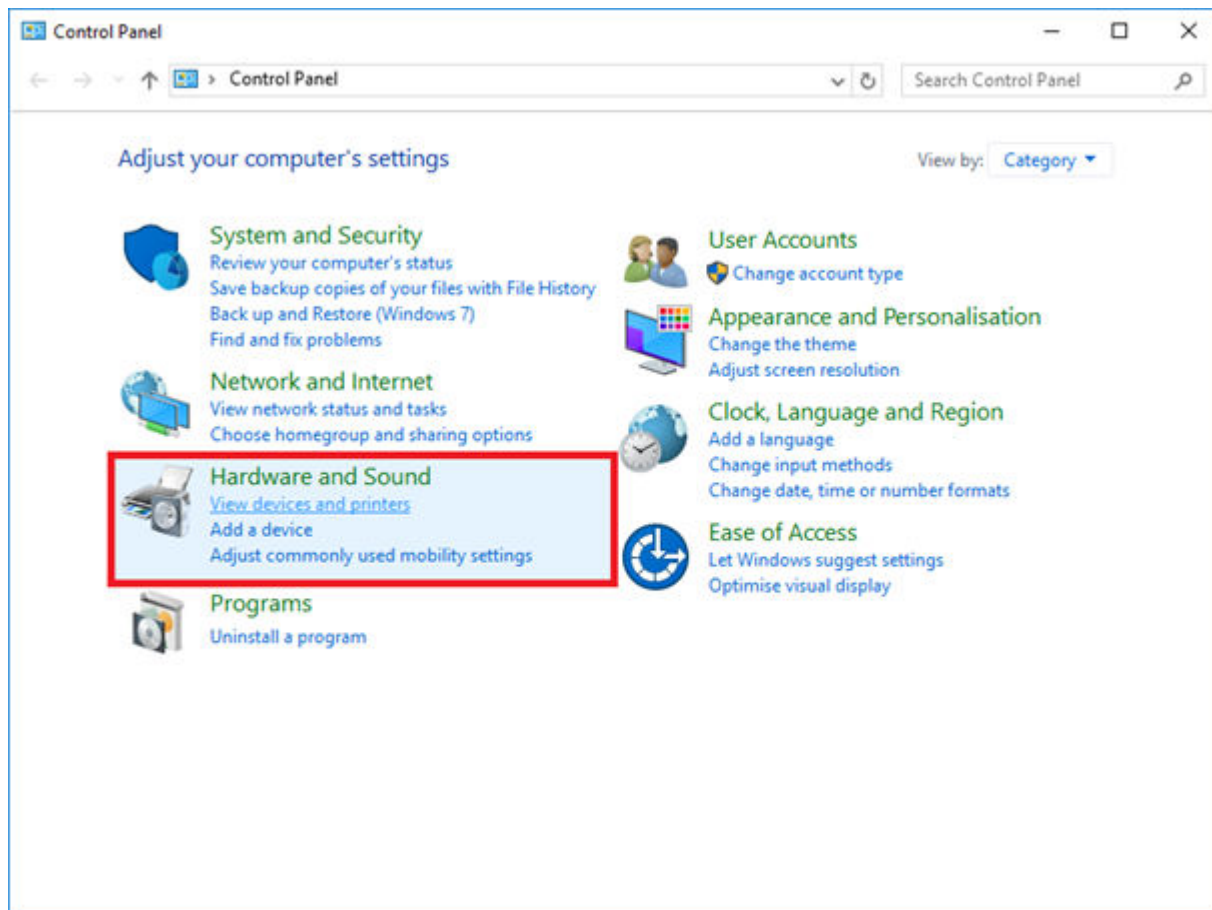 Control Panel
Control Panel
Search Control Panel
Adjust your computer's settings
View by: Category
System and Security
Review your computer's status
Save backup copies of your files with File History
Back up and Restore (Windows 7)
Find and fix problems
Network and Internet
View network status and tasks
Choose homegroup and sharing options
Hardware and Sound
View devices and printers
Add a device
Adjust commonly used mobility settings
Programs
Uninstall a program
User Accounts
Change account type
Appearance and Personalisation
Change the theme
Adjust screen resolution
Clock, Language and Region
Add a language
Change input methods
Change date, time or number formats
Ease of Access
Let Windows suggest settings
Optimise visual display